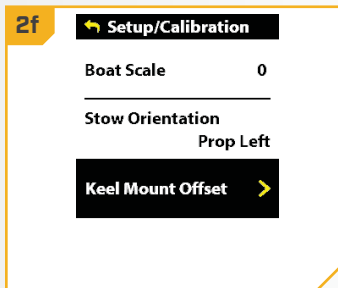 2f
Setup/Calibration
Boat Scale 0
Stow Orientation
Prop Left
Keel Mount Offset